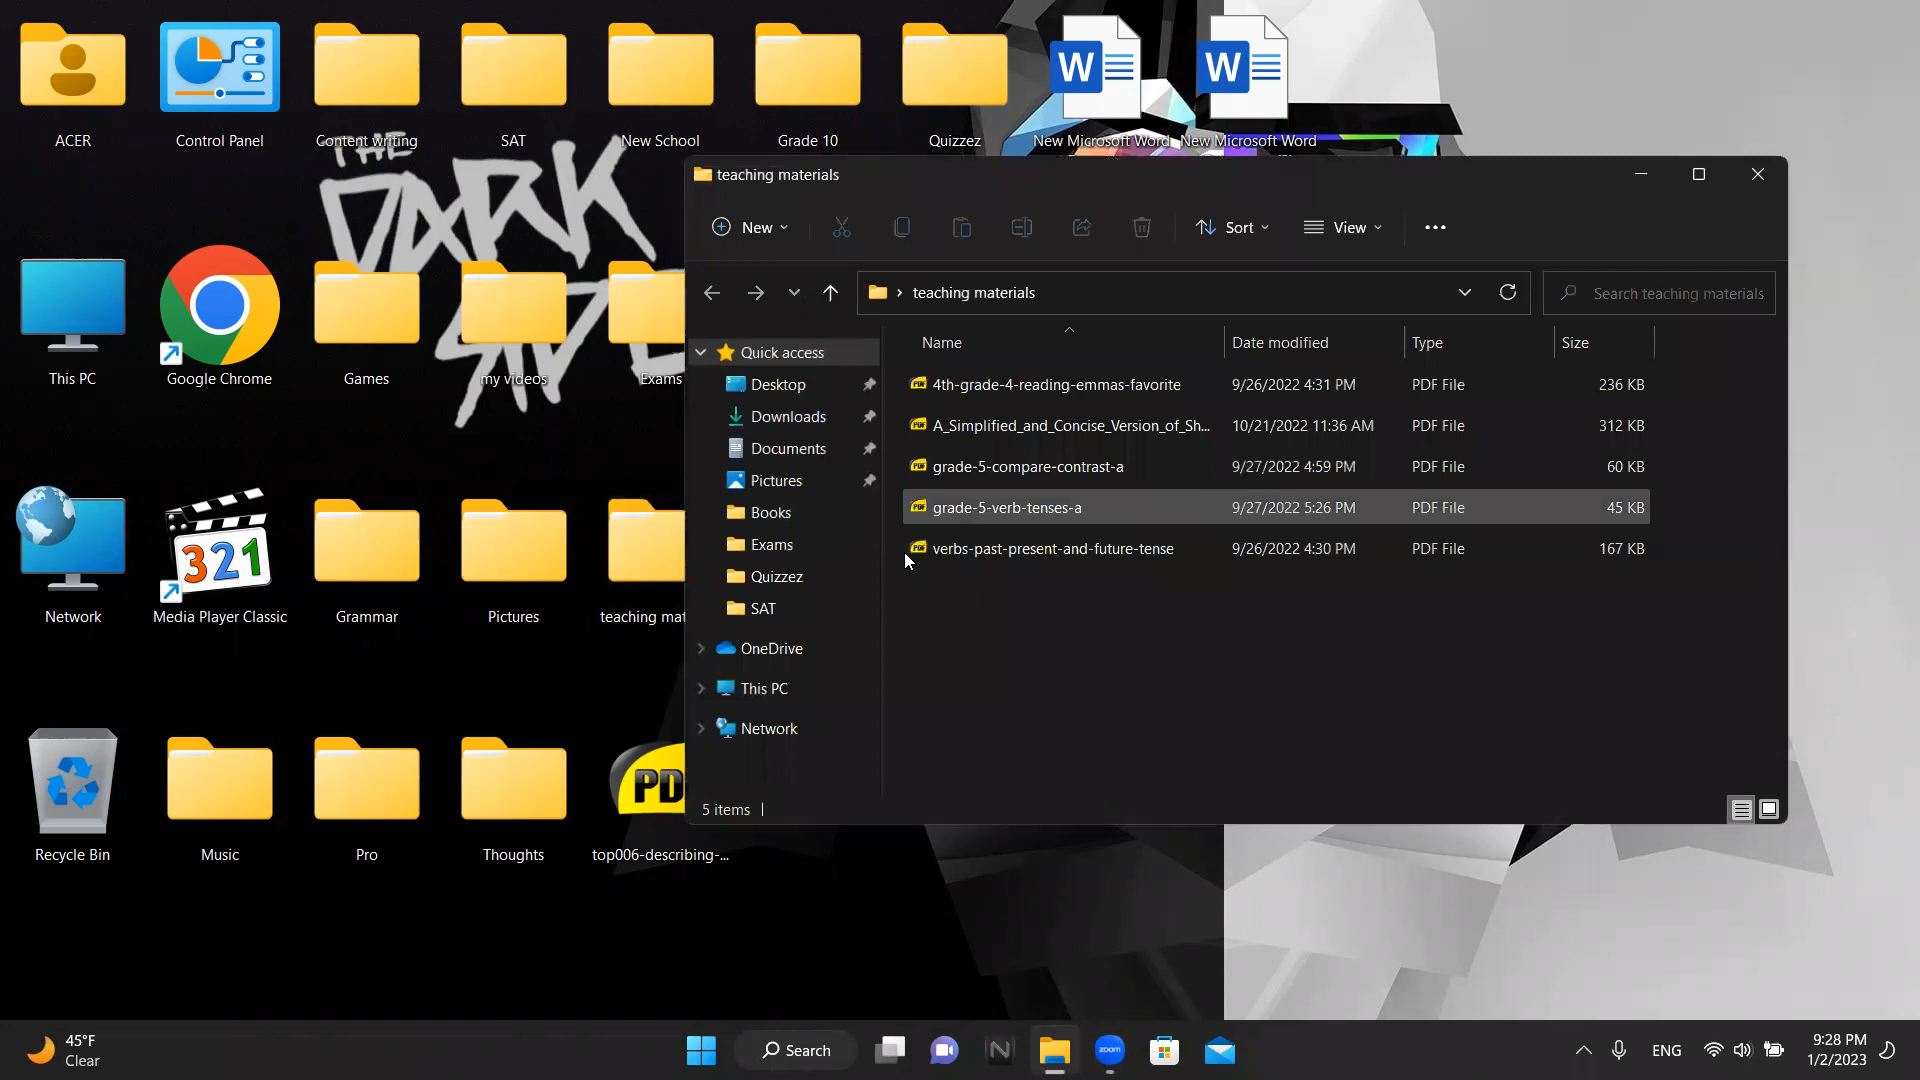 ACER
Control Panel
Content writing
SAT
New School
Grade 10
Quizzez
New Microsoft Word
New Microsoft Word
THE
DARK
W
W
teaching materials
New
Sort
View
teaching materials
Search teaching materials
Name
Date modified
Type
Size
Quick access
Desktop
Downloads
Documents
Pictures
Books
Exams
Quizzez
SAT
OneDrive
This PC
Network
4th-grade-4-reading-emmas-favorite 9/26/2022 4:31 PM PDF File 236 KB
A_Simplified_and_Concise_Version_of_Sh... 10/21/2022 11:36 AM PDF File 312 KB
grade-5-compare-contrast-a 9/27/2022 4:59 PM PDF File 60 KB
grade-5-verb-tenses-a 9/27/2022 5:26 PM PDF File 45 KB
verbs-past-present-and-future-tense 9/26/2022 4:30 PM PDF File 167 KB
5 items
This PC
Google Chrome
Games
my videos
Exams
321
Network
Media Player Classic
Grammar
Pictures
teaching mat
Recycle Bin
Music
Pro
Thoughts
PD
top006-describing-...
45°F
Clear
Search
zoom
ENG
9:28 PM
1/2/2023